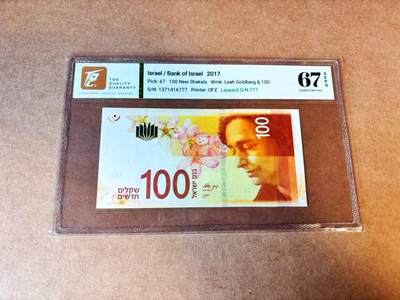 TOP
QUALITY
GUARANTY
Israel / Bank of Israel 2017
Pick: 67 100 New Shekels Wmk: Leah Goldberg & 100
S/N: 1371416777 Printer: OFZ Leopard S/N 777
67
100
100
שקלים
חדשים
בנק ישראל